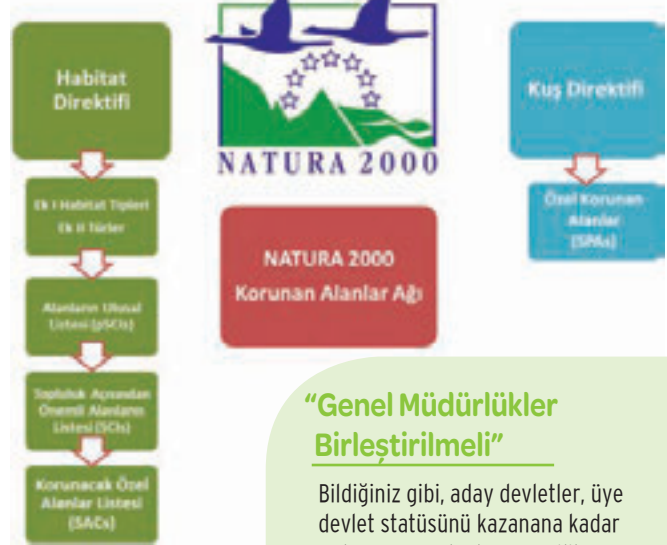 Habitat
Direktifi
Ek I Habitat Tipleri
Ek II Türler
Alanların Ulusal
Listesi (pSCIs)
Topluluk Açısından
Önemli Alanların
Listesi (SCIs)
Korunacak Özel
Alanlar Listesi
(SACs)
NATURA 2000
NATURA 2000
Korunan Alanlar Ağı
Kuş Direktifi
Özel Korunan
Alanlar
(SPAs)
“Genel Müdürlükler
Birleştirilmeli”
Bildiğiniz gibi, aday devletler, üye
devlet statüsünü kazanana kadar